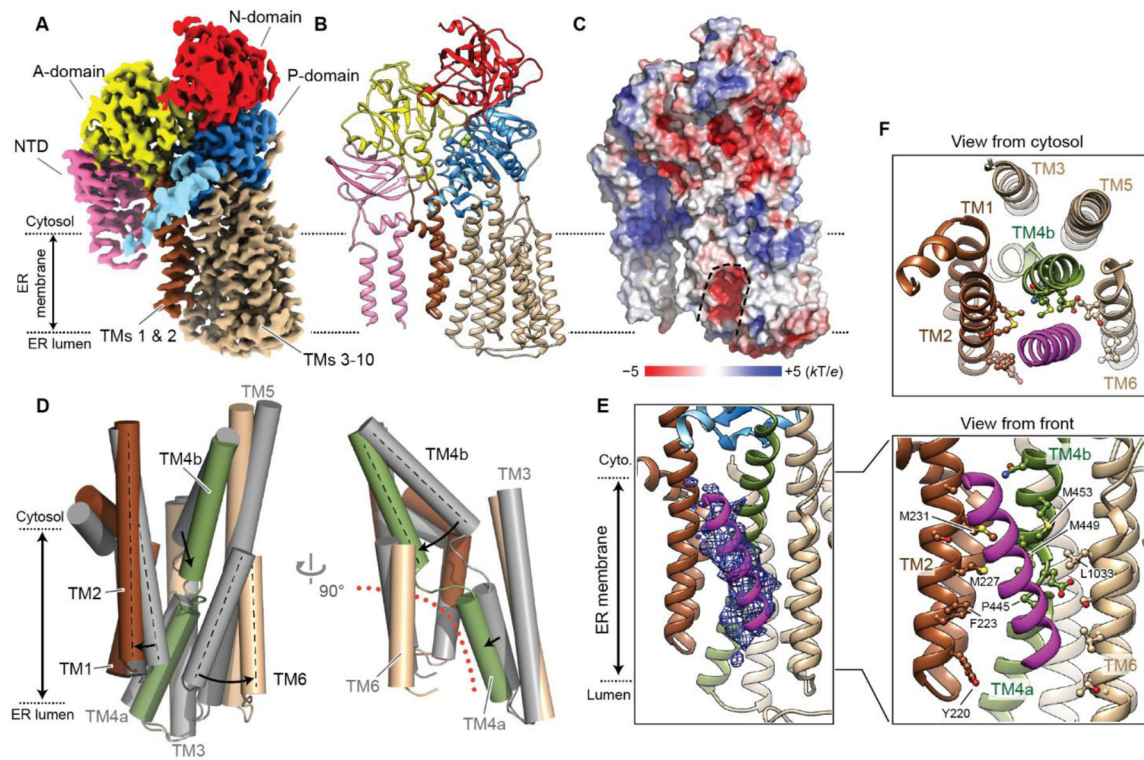 A
N-domain
A-domain
P-domain
NTD
Cytosol
ER
membrane
ER lumen
TMs 1 & 2
TMs 3-10
B
C
−5
+5 (kT/e)
D
TM5
TM4b
Cytosol
TM2
TM1
ER lumen
TM4a
TM3
TM6
90°
TM4b
TM3
TM6
TM4a
E
Cyto.
ER membrane
Lumen
F
View from cytosol
TM3
TM5
TM1
TM4b
TM2
TM6
View from front
TM4b
M453
M231
M449
TM2
L1033
M227
P445
F223
TM6
TM4a
Y220